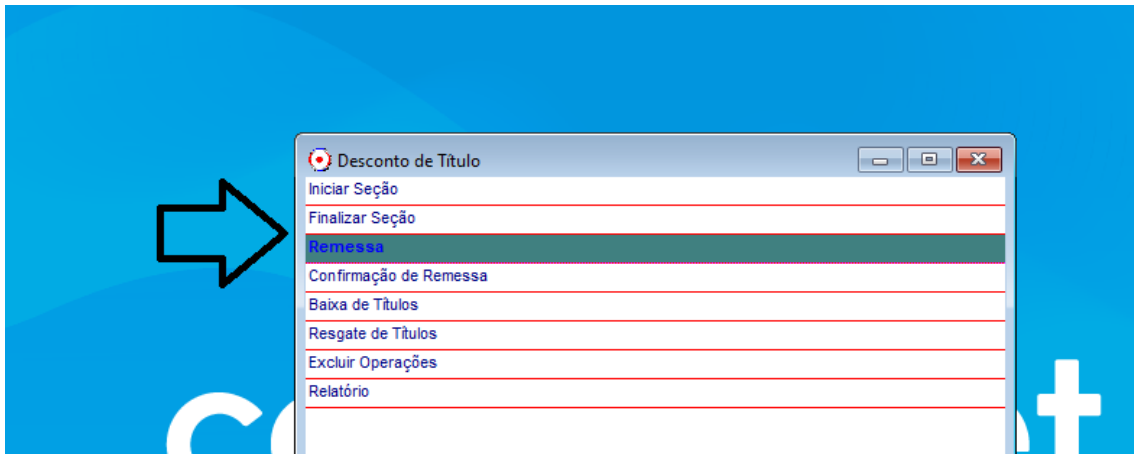 Desconto de Título
Iniciar Seção
Finalizar Seção
Remessa
Confirmação de Remessa
Baixa de Títulos
Resgate de Títulos
Excluir Operações
Relatório